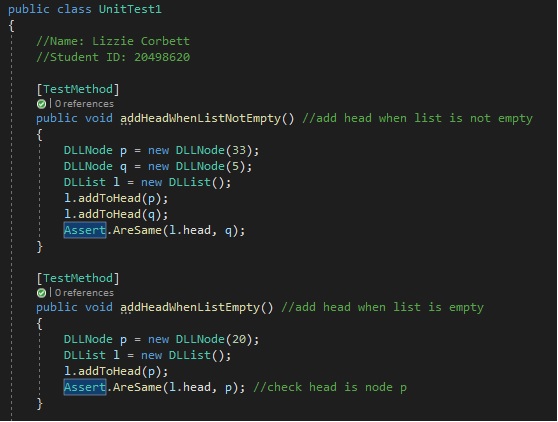 public class UnitTest1
{
//Name: Lizzie Corbett
//Student ID: 20498620
[TestMethod]
| 0 references
public void addHeadWhenListNotEmpty() //add head when list is not empty
{
DLLNode p = new DLLNode(33);
DLLNode q = new DLLNode(5);
DLList l = new DLList();
l.addToHead(p);
l.addToHead(q);
Assert.AreSame(l.head, q);
}
[TestMethod]
| 0 references
public void addHeadWhenListEmpty() //add head when list is empty
{
DLLNode p = new DLLNode(20);
DLList l = new DLList();
l.addToHead(p);
Assert.AreSame(l.head, p); //check head is node p
}